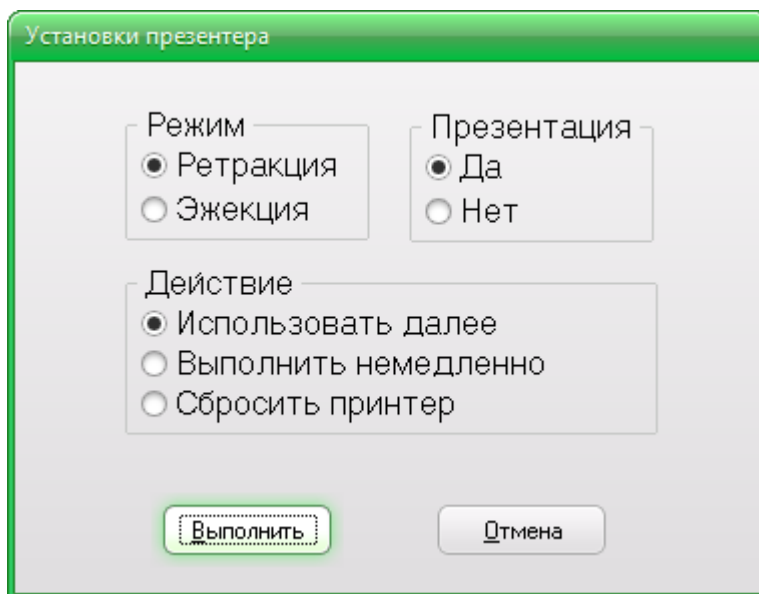 Установки презентера
Режим
Ретракция
Эжекция
Презентация
Да
Нет
Действие
Использовать далее
Выполнить немедленно
Сбросить принтер
Выполнить
Отмена